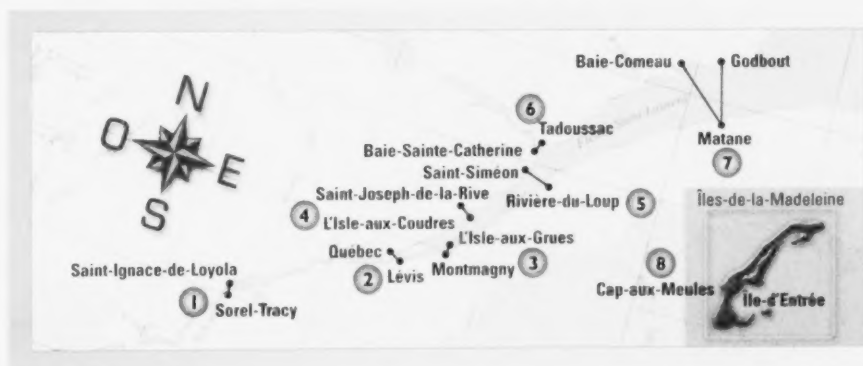 N
O
E
S
Baie-Comeau
Godbout
Matane
7
6
Tadoussac
Baie-Sainte-Catherine
Saint-Siméon
Rivière-du-Loup
5
Saint-Joseph-de-la-Rive
4
L'Isle-aux-Coudres
L'Isle-aux-Grues
Montmagny
3
Québec
2
Lévis
Saint-Ignace-de-Loyola
1
Sorel-Tracy
Îles-de-la-Madeleine
8
Cap-aux-Meules
Île-d'Entrée